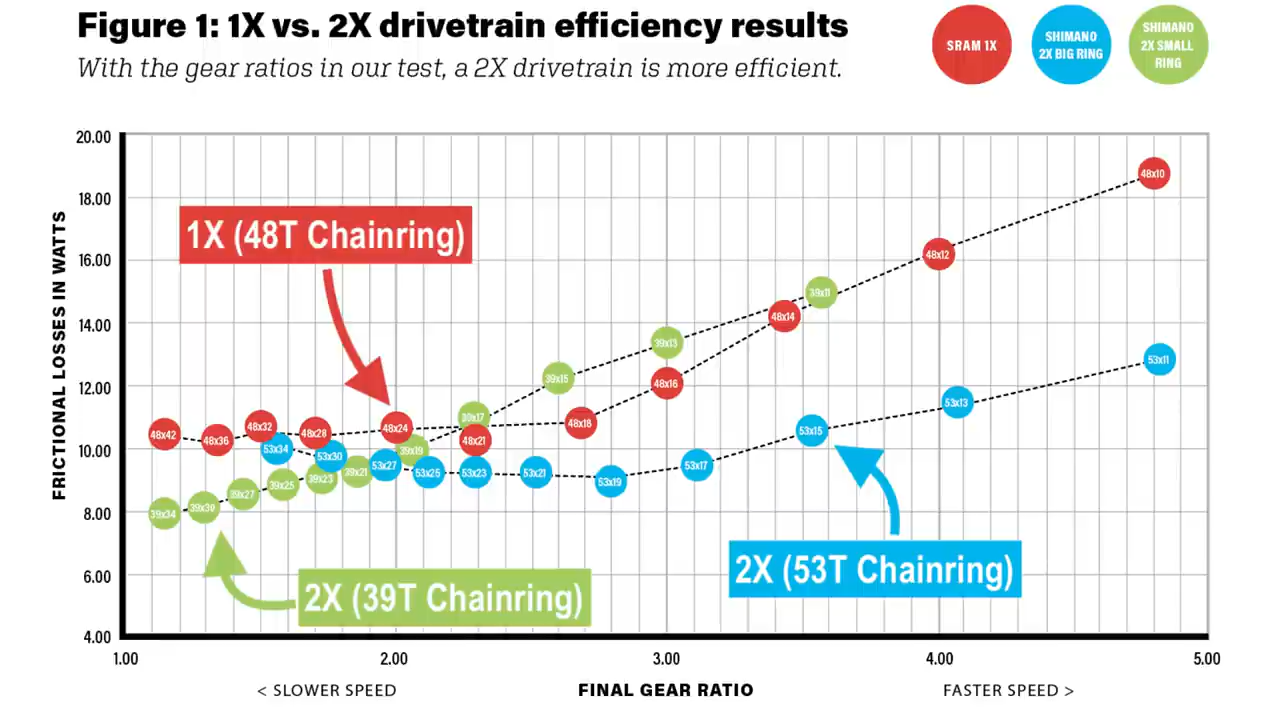 Figure 1: 1X vs. 2X drivetrain efficiency results
With the gear ratios in our test, a 2X drivetrain is more efficient.
SRAM 1X
SHIMANO
2X BIG RING
SHIMANO
2X SMALL
RING
FRICTIONAL LOSSES IN WATTS
20.00
18.00
16.00
14.00
12.00
10.00
8.00
6.00
4.00
1X (48T Chainring)
2X (39T Chainring)
2X (53T Chainring)
48x42
48x36
48x32
48x28
48x24
48x21
48x18
48x16
48x14
48x12
48x10
53x34
53x30
53x27
53x25
53x23
53x21
53x19
53x17
53x15
53x13
53x11
39x34
39x30
39x27
39x25
39x23
39x21
39x19
39x17
39x15
39x13
39x11
1.00
2.00
3.00
4.00
5.00
< SLOWER SPEED
FINAL GEAR RATIO
FASTER SPEED >